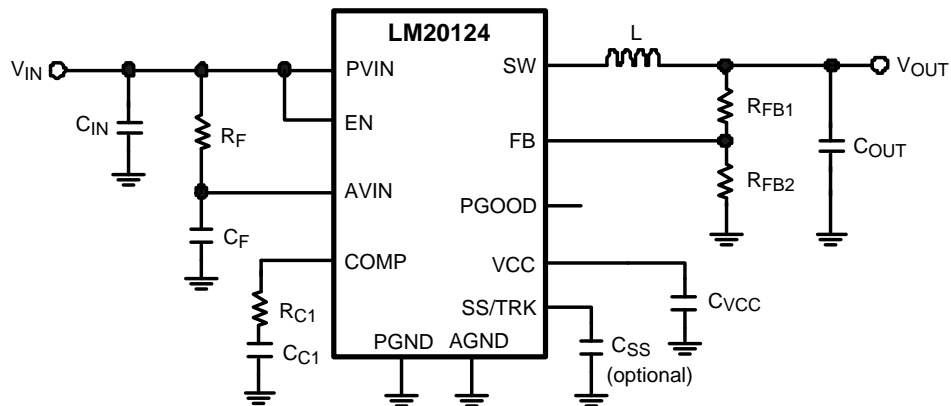 LM20124
VIN
PVIN
SW
L
VOUT
CIN
RF
EN
FB
RFB1
COUT
RFB2
AVIN
PGOOD
CF
COMP
VCC
RC1
SS/TRK
CVCC
CC1
PGND
AGND
CSS
(optional)